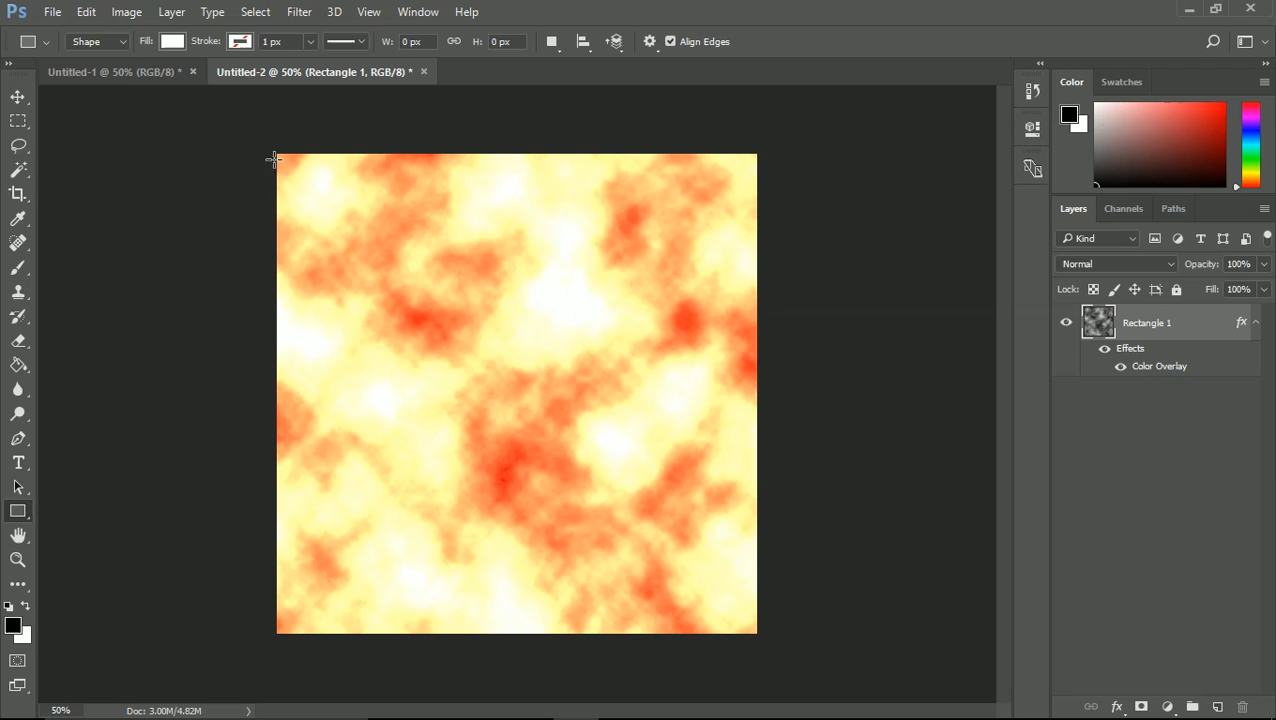 Ps File Edit Image Layer Type Select Filter 3D View Window Help
Shape Fill: Stroke: 1 px W: 0 px H: 0 px Align Edges
Untitled-1 @ 50% (RGB/8) * × Untitled-2 @ 50% (Rectangle 1, RGB/8) * ×
Color Swatches
Layers Channels Paths
Kind
Normal Opacity: 100%
Lock: Fill: 100%
Rectangle 1 fx
Effects
Color Overlay
50% Doc: 3.00M/4.82M
fx